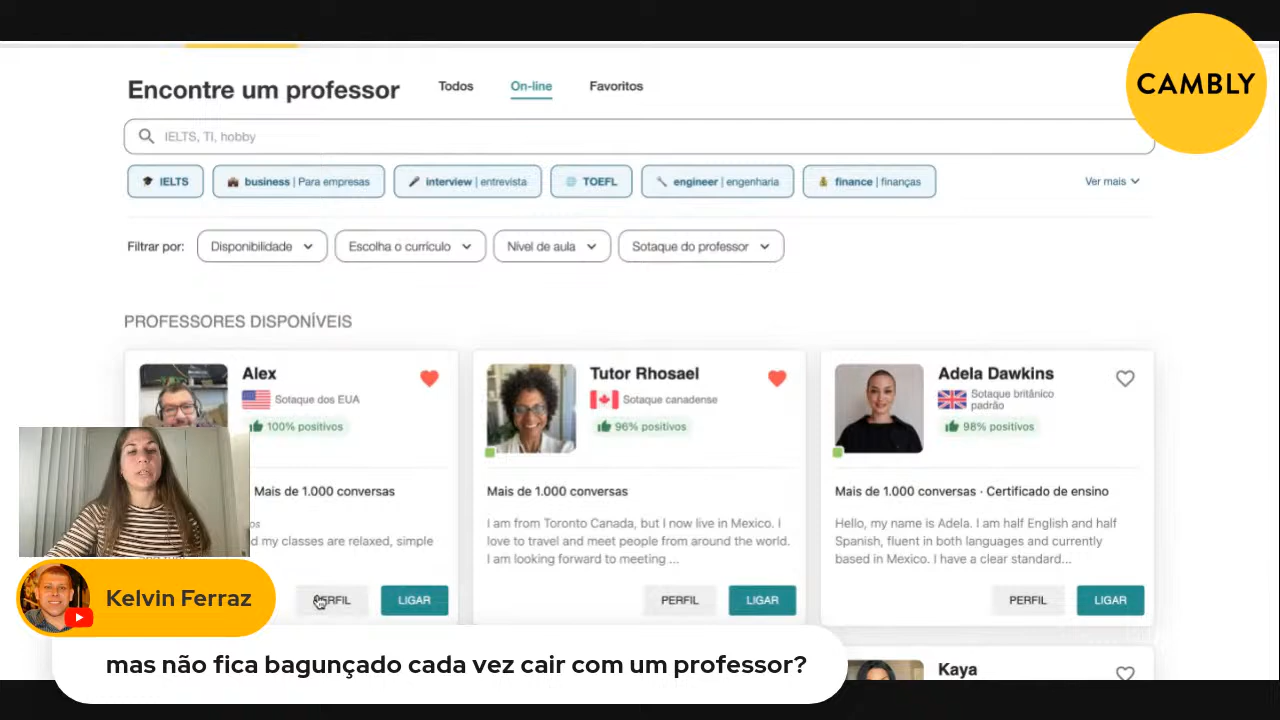 CAMBLY
Encontre um professor
Todos
On-line
Favoritos
IELTS, TI, hobby
IELTS
business | Para empresas
interview | entrevista
TOEFL
engineer | engenharia
finance | finanças
Ver mais
Filtrar por:
Disponibilidade
Escolha o currículo
Nível de aula
Sotaque do professor
PROFESSORES DISPONÍVEIS
Alex
Sotaque dos EUA
100% positivos
Mais de 1.000 conversas
my classes are relaxed, simple
PERFIL
LIGAR
Tutor Rhosael
Sotaque canadense
96% positivos
Mais de 1.000 conversas
I am from Toronto Canada, but I now live in Mexico. I
love to travel and meet people from around the world.
I am looking forward to meeting ...
PERFIL
LIGAR
Adela Dawkins
Sotaque britânico
padrão
98% positivos
Mais de 1.000 conversas · Certificado de ensino
Hello, my name is Adela. I am half English and half
Spanish, fluent in both languages and currently
based in Mexico. I have a clear standard...
PERFIL
LIGAR
Kaya
Kelvin Ferraz
mas não fica bagunçado cada vez cair com um professor?